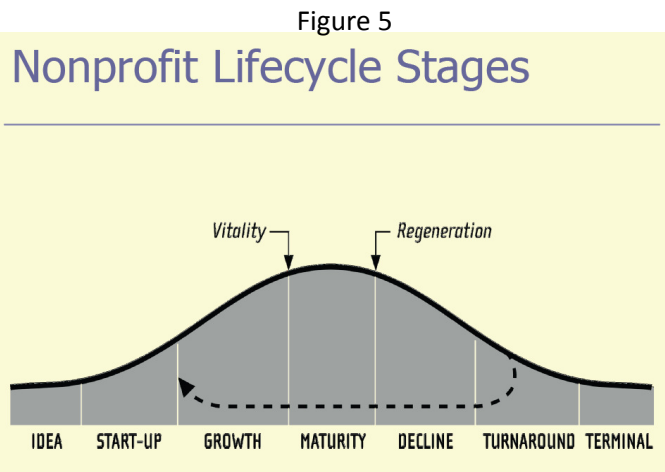 Figure 5
Nonprofit Lifecycle Stages
Vitality
Regeneration
IDEA START-UP GROWTH MATURITY DECLINE TURNAROUND TERMINAL